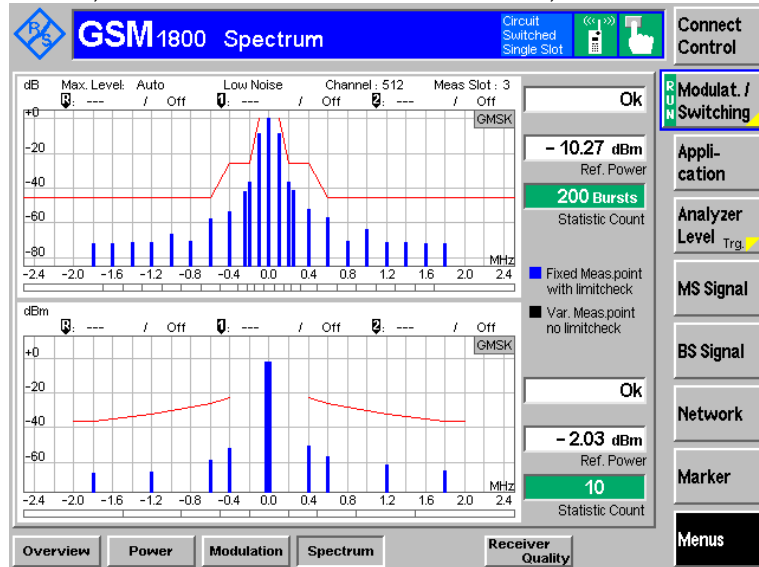 R/S
GSM 1800 Spectrum
Circuit
Switched
Single Slot
Connect
Control
dB Max. Level: Auto Low Noise Channel : 512 Meas Slot : 3
R: --- / Off 1: --- / Off 2: --- / Off
+0
GMSK
-20
-40
-60
-80
MHz
-2.4 -2.0 -1.6 -1.2 -0.8 -0.4 0.0 0.4 0.8 1.2 1.6 2.0 2.4
Ok
- 10.27 dBm
Ref. Power
200 Bursts
Statistic Count
Fixed Meas.point
with limitcheck
Var. Meas.point
no limitcheck
dBm
R: --- / Off 1: --- / Off 2: --- / Off
+0
GMSK
-20
-40
-60
MHz
-2.4 -2.0 -1.6 -1.2 -0.8 -0.4 0.0 0.4 0.8 1.2 1.6 2.0 2.4
Ok
- 2.03 dBm
Ref. Power
10
Statistic Count
RUN
Modulat. /
Switching
Appli-
cation
Analyzer
Level Trg.
MS Signal
BS Signal
Network
Marker
Menus
Overview Power Modulation Spectrum Receiver
Quality